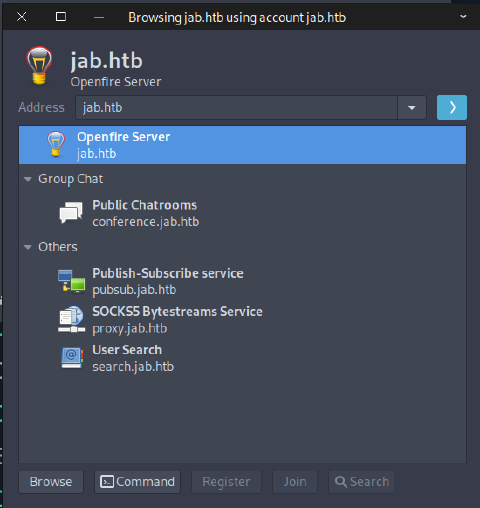 Browsing jab.htb using account jab.htb
jab.htb
Openfire Server
Address jab.htb
Openfire Server
jab.htb
Group Chat
Public Chatrooms
conference.jab.htb
Others
Publish-Subscribe service
pubsub.jab.htb
SOCKS5 Bytestreams Service
proxy.jab.htb
User Search
search.jab.htb
Browse Command Register Join Search